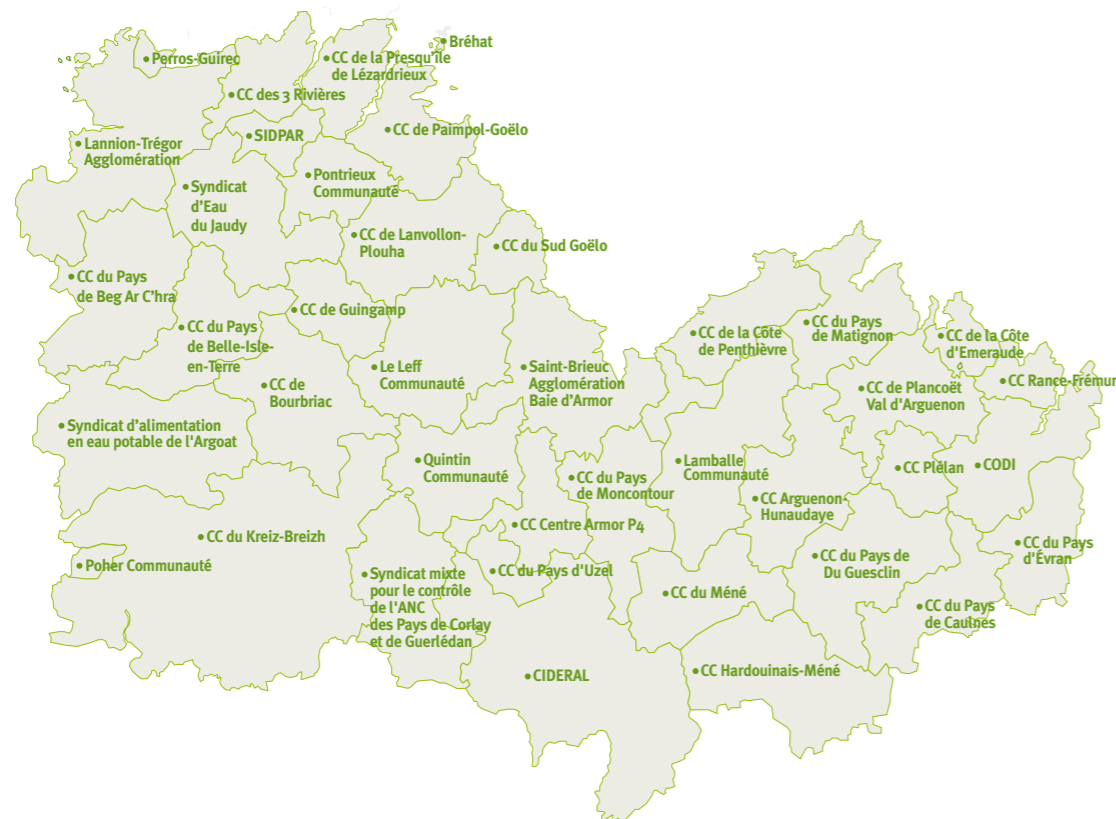 Bréhat
Perros-Guirec
CC de la Presqu'île
de Lézardrieux
CC des 3 Rivières
CC de Paimpol-Goëlo
SIDPAR
Lannion-Trégor
Agglomération
Pontrieux
Communauté
Syndicat
d'Eau
du Jaudy
CC de Lanvollon-
Plouha
CC du Sud Goëlo
CC du Pays
de Beg Ar C'hra
CC de Guingamp
CC du Pays
de Belle-Isle-
en-Terre
CC de la Côte
de Penthièvre
CC du Pays
de Matignon
CC de la Côte
d'Emeraude
Le Leff
Communauté
Saint-Brieuc
Agglomération
Baie d'Armor
CC de
Bourbriac
CC Rance-Frémur
CC de Plancoët
Val d'Arguenon
Syndicat d'alimentation
en eau potable de l'Argoat
Quintin
Communauté
CC du Pays
de Moncontour
Lamballe
Communauté
CC Plélan
CODI
CC Arguenon-
Hunaudaye
CC Centre Armor P4
CC du Kreiz-Breizh
CC du Pays
d'Évran
CC du Pays de
Du Guesclin
Poher Communauté
Syndicat mixte
pour le contrôle
de l'ANC
des Pays de Corlay
et de Guerlédan
CC du Pays d'Uzel
CC du Méné
CC du Pays
de Caulnes
CIDERAL
CC Hardouinais-Méné